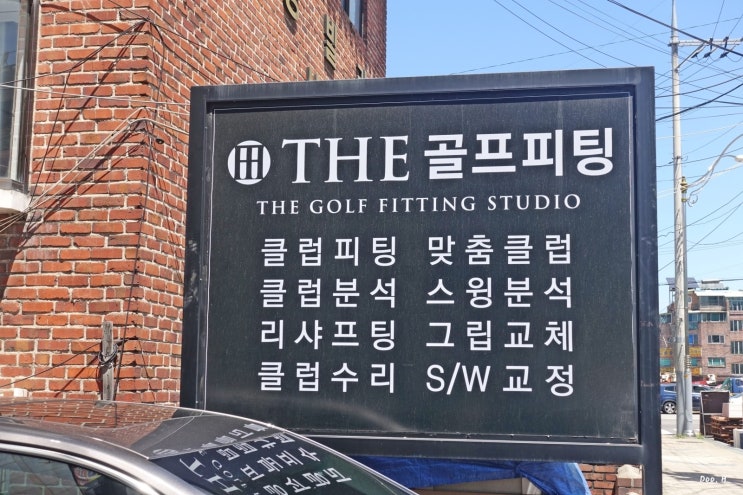 THE 골프피팅
THE GOLF FITTING STUDIO
클럽피팅 맞춤클럽
클럽분석 스윙분석
리샤프팅 그립교체
클럽수리 S/W교정
Doo. H